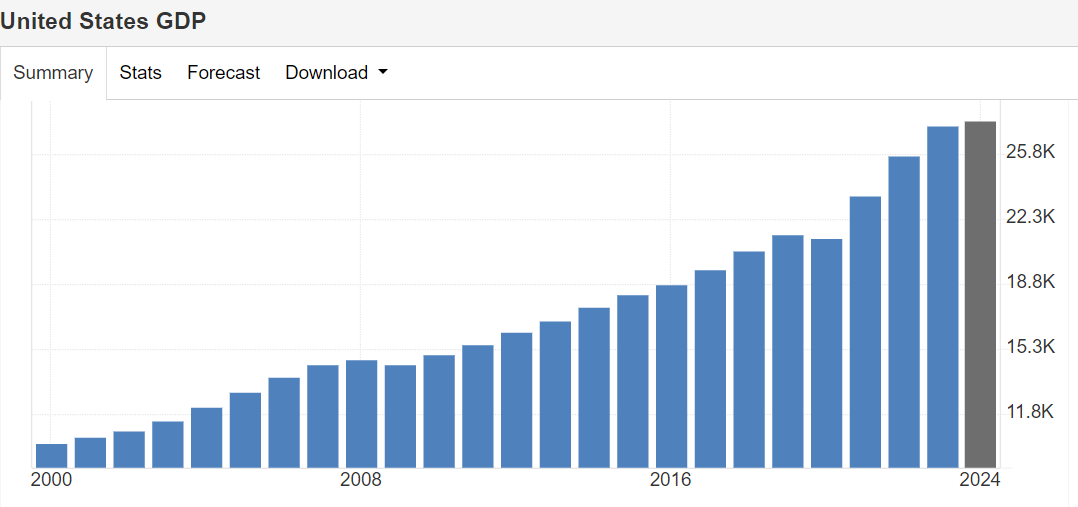 United States GDP
Summary Stats Forecast Download
25.8K
22.3K
18.8K
15.3K
11.8K
2000 2008 2016 2024